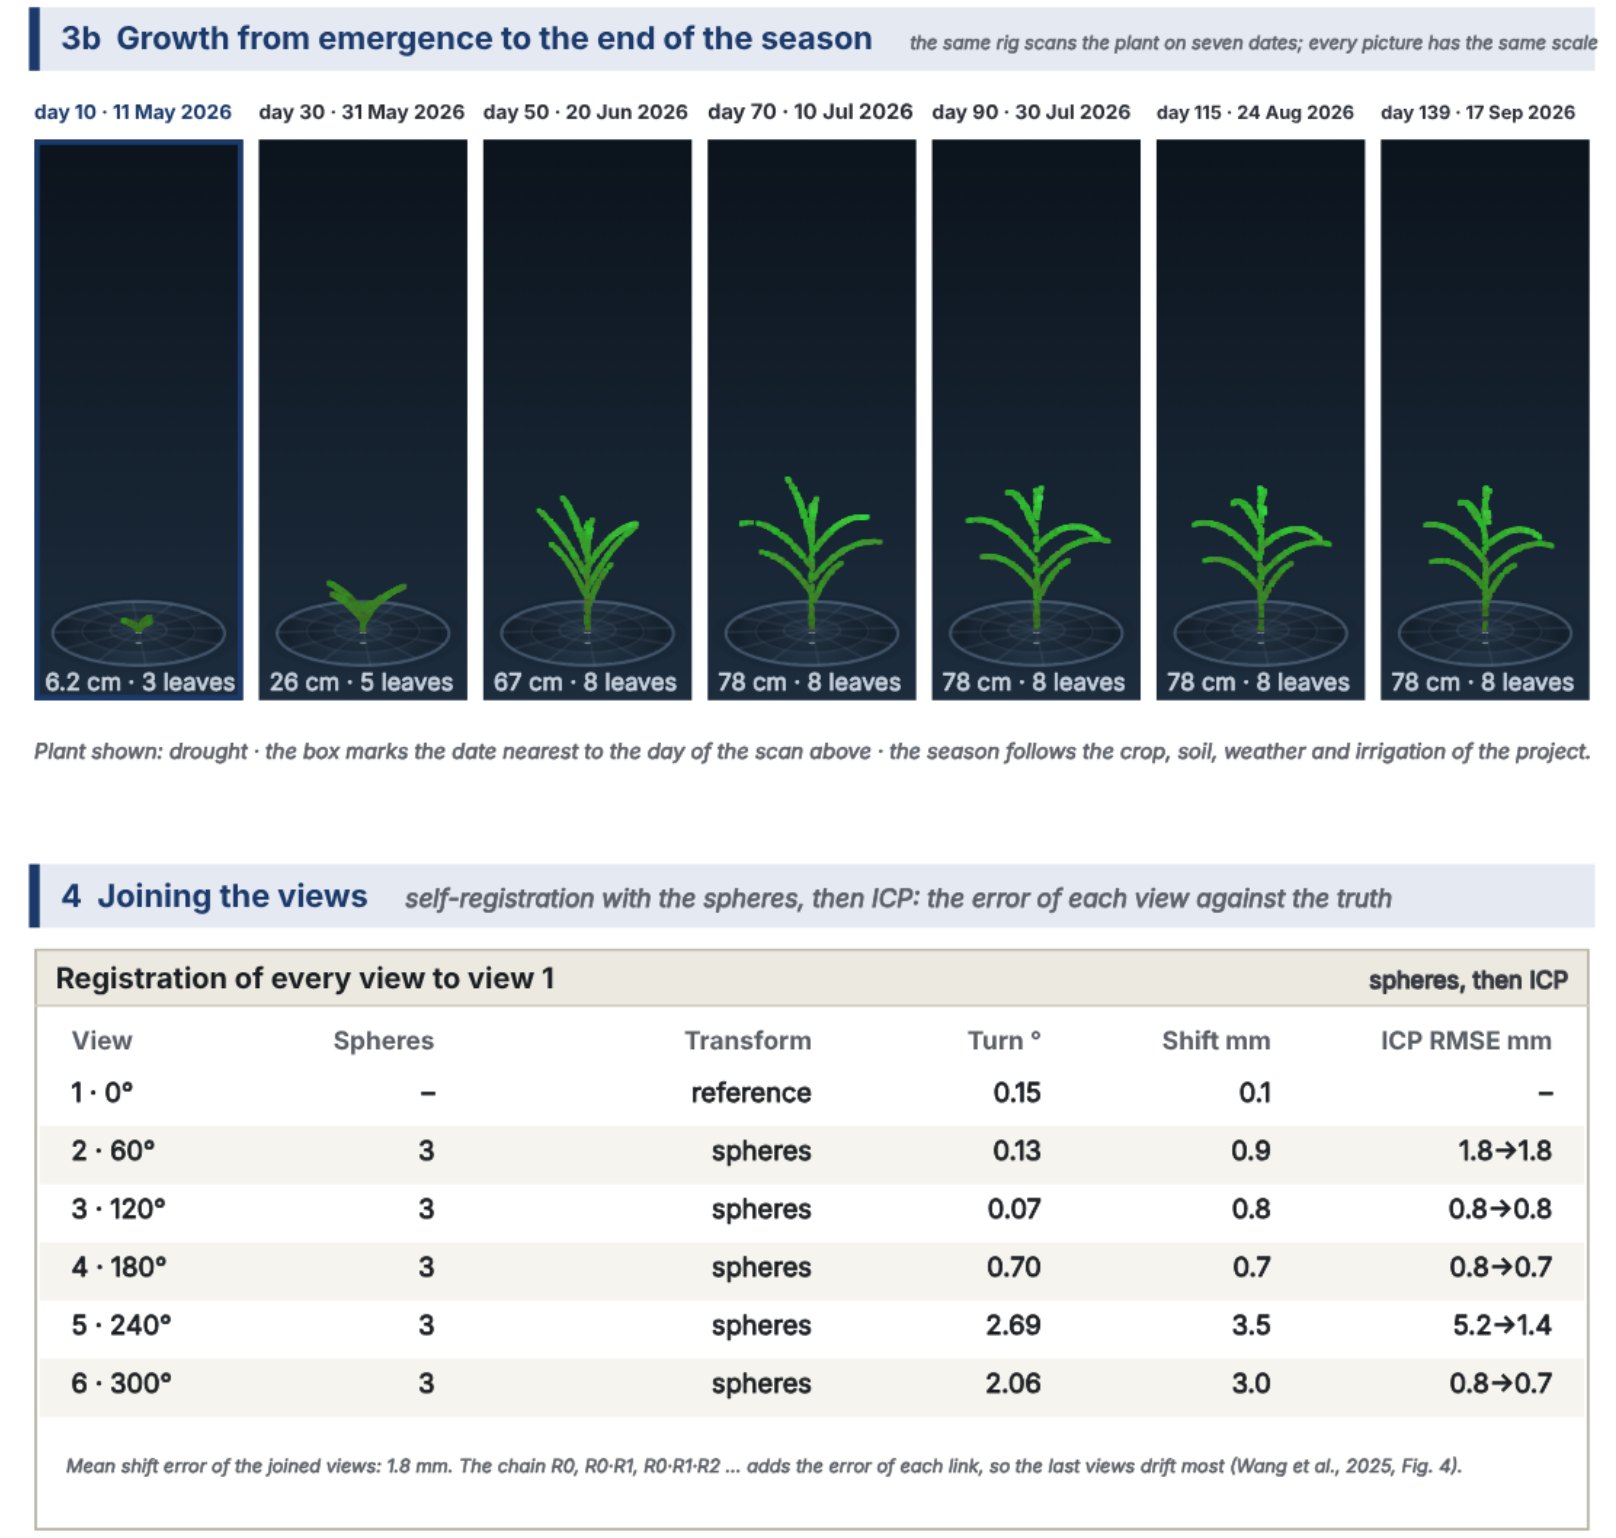 3b Growth from emergence to the end of the season the same rig scans the plant on seven dates; every picture has the same scale
day 10 · 11 May 2026 day 30 · 31 May 2026 day 50 · 20 Jun 2026 day 70 · 10 Jul 2026 day 90 · 30 Jul 2026 day 115 · 24 Aug 2026 day 139 · 17 Sep 2026
6.2 cm · 3 leaves 26 cm · 5 leaves 67 cm · 8 leaves 78 cm · 8 leaves 78 cm · 8 leaves 78 cm · 8 leaves 78 cm · 8 leaves
Plant shown: drought · the box marks the date nearest to the day of the scan above · the season follows the crop, soil, weather and irrigation of the project.
4 Joining the views self-registration with the spheres, then ICP: the error of each view against the truth
Registration of every view to view 1 spheres, then ICP
View Spheres Transform Turn ° Shift mm ICP RMSE mm
1 · 0° – reference 0.15 0.1 –
2 · 60° 3 spheres 0.13 0.9 1.8→1.8
3 · 120° 3 spheres 0.07 0.8 0.8→0.8
4 · 180° 3 spheres 0.70 0.7 0.8→0.7
5 · 240° 3 spheres 2.69 3.5 5.2→1.4
6 · 300° 3 spheres 2.06 3.0 0.8→0.7
Mean shift error of the joined views: 1.8 mm. The chain R0, R0·R1, R0·R1·R2 ... adds the error of each link, so the last views drift most (Wang et al., 2025, Fig. 4).